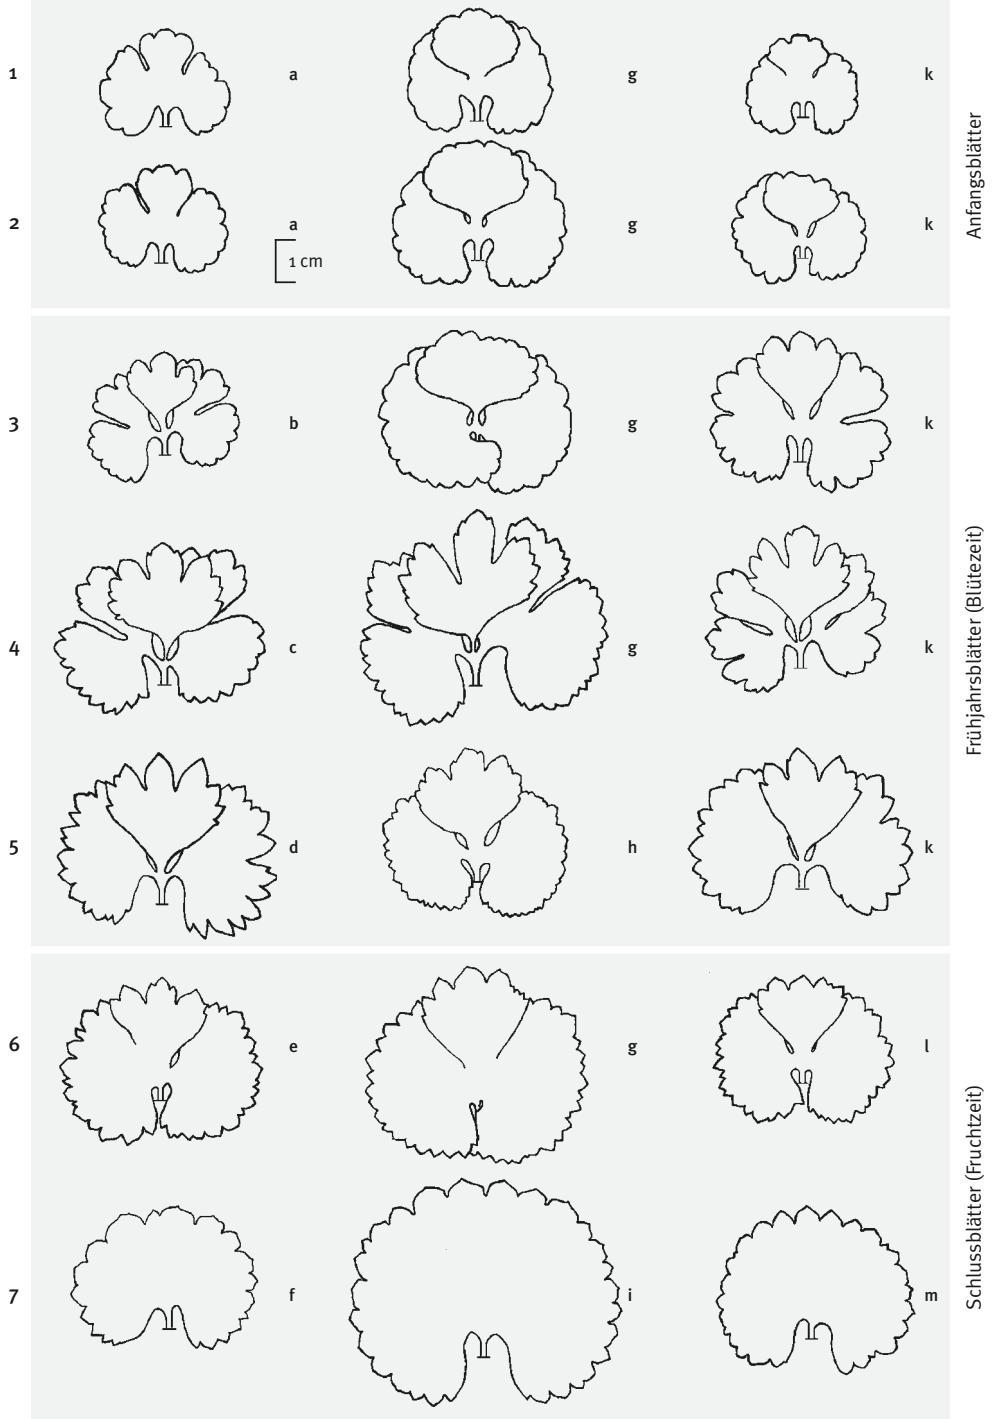 1 a g k
2 a g k
1 cm
Anfangsblätter
3 b g k
4 c g k
5 d h k
Frühjahrsblätter (Blütezeit)
6 e g l
7 f i m
Schlussblätter (Fruchtzeit)